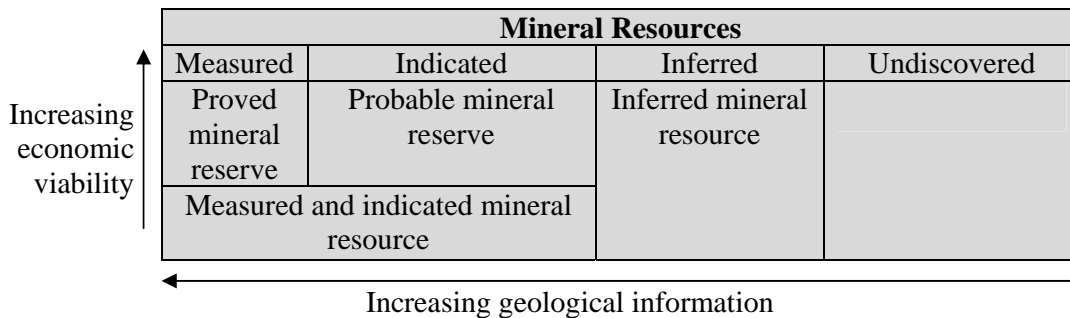 Mineral Resources
Measured Indicated Inferred Undiscovered
Increasing
economic
viability
Proved
mineral
reserve
Probable mineral
reserve
Inferred mineral
resource
Measured and indicated mineral
resource
Increasing geological information